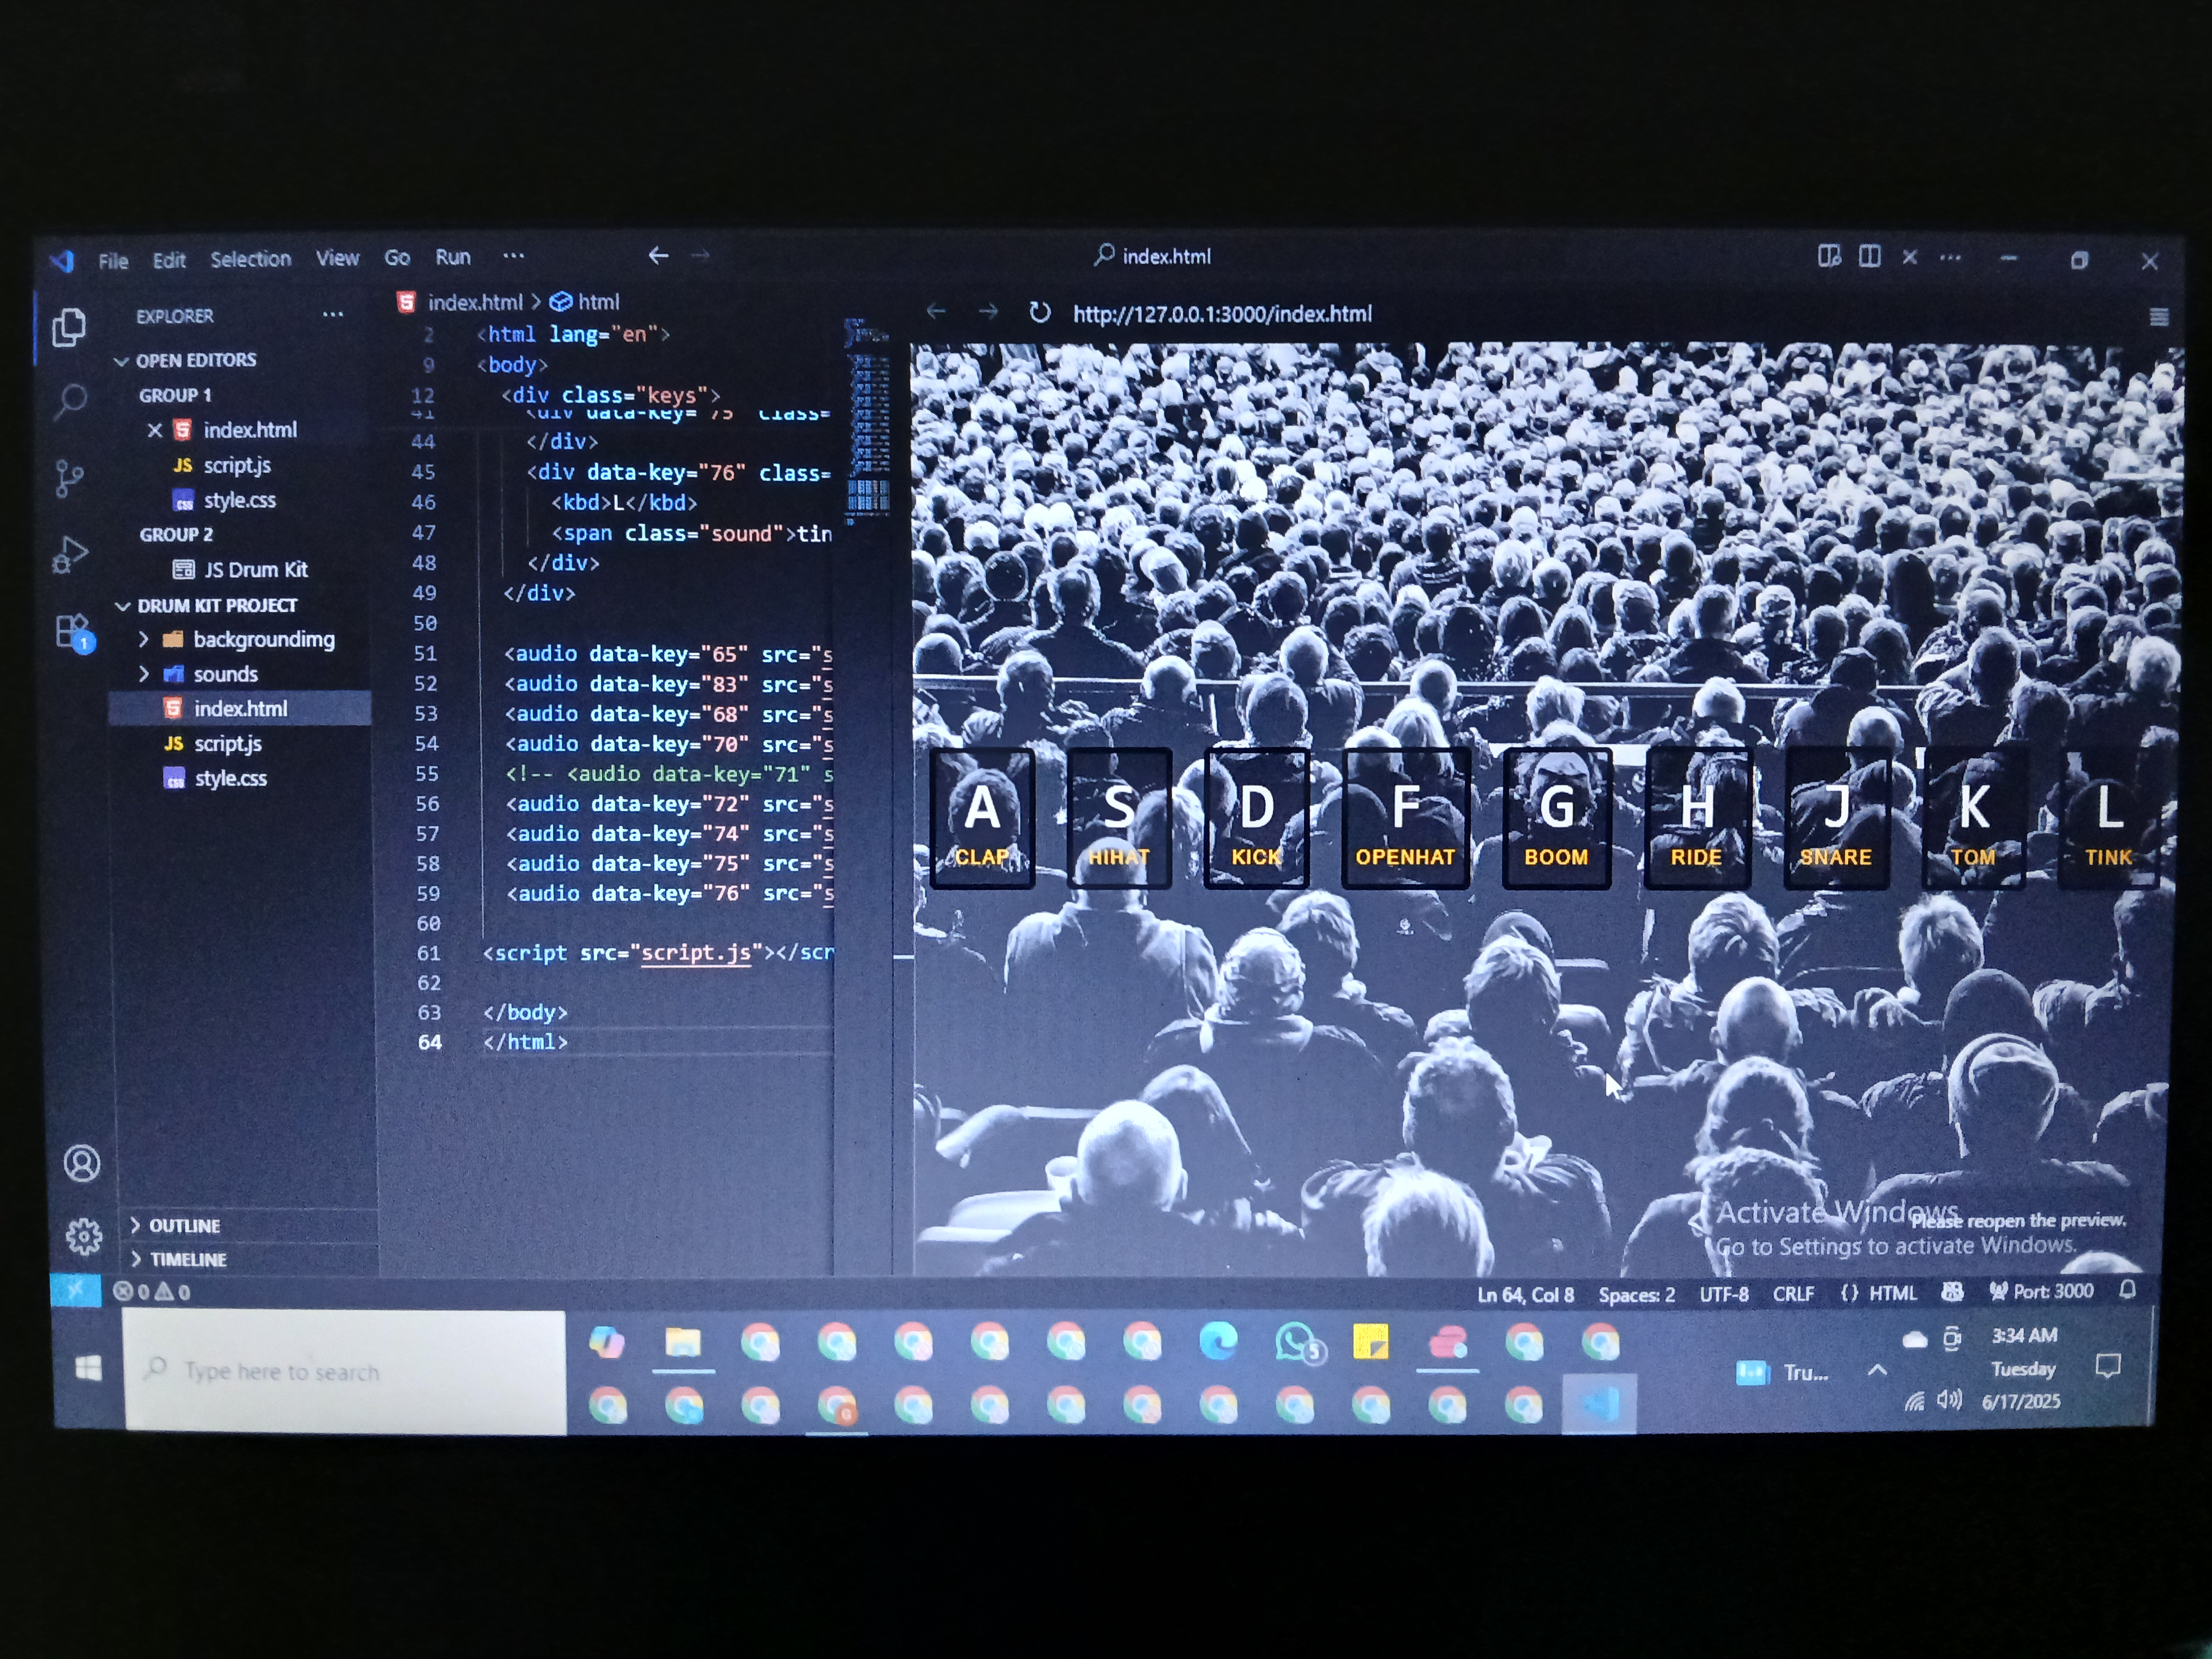 File Edit Selection View Go Run ...
index.html
EXPLORER ...
OPEN EDITORS
GROUP 1
index.html
JS script.js
css style.css
GROUP 2
JS Drum Kit
DRUM KIT PROJECT
backgroundimg
sounds
index.html
JS script.js
css style.css
OUTLINE
TIMELINE
1
index.html > html
2 <html lang="en">
9 <body>
12 <div class="keys">
41 <div data-key="75" class=
44 </div>
45 <div data-key="76" class=
46 <kbd>L</kbd>
47 <span class="sound">tin
48 </div>
49 </div>
50
51 <audio data-key="65" src="s
52 <audio data-key="83" src="s
53 <audio data-key="68" src="s
54 <audio data-key="70" src="s
55 <!-- <audio data-key="71" s
56 <audio data-key="72" src="s
57 <audio data-key="74" src="s
58 <audio data-key="75" src="s
59 <audio data-key="76" src="s
60
61 <script src="script.js"></scr
62
63 </body>
64 </html>
http://127.0.0.1:3000/index.html
A S D F G H J K L
CLAP HIHAT KICK OPENHAT BOOM RIDE SNARE TOM TINK
Activate Windows
Please reopen the preview.
Go to Settings to activate Windows.
0 0
Ln 64, Col 8 Spaces: 2 UTF-8 CRLF {} HTML Port: 3000
Type here to search
5
G
Tru...
3:34 AM
Tuesday
6/17/2025